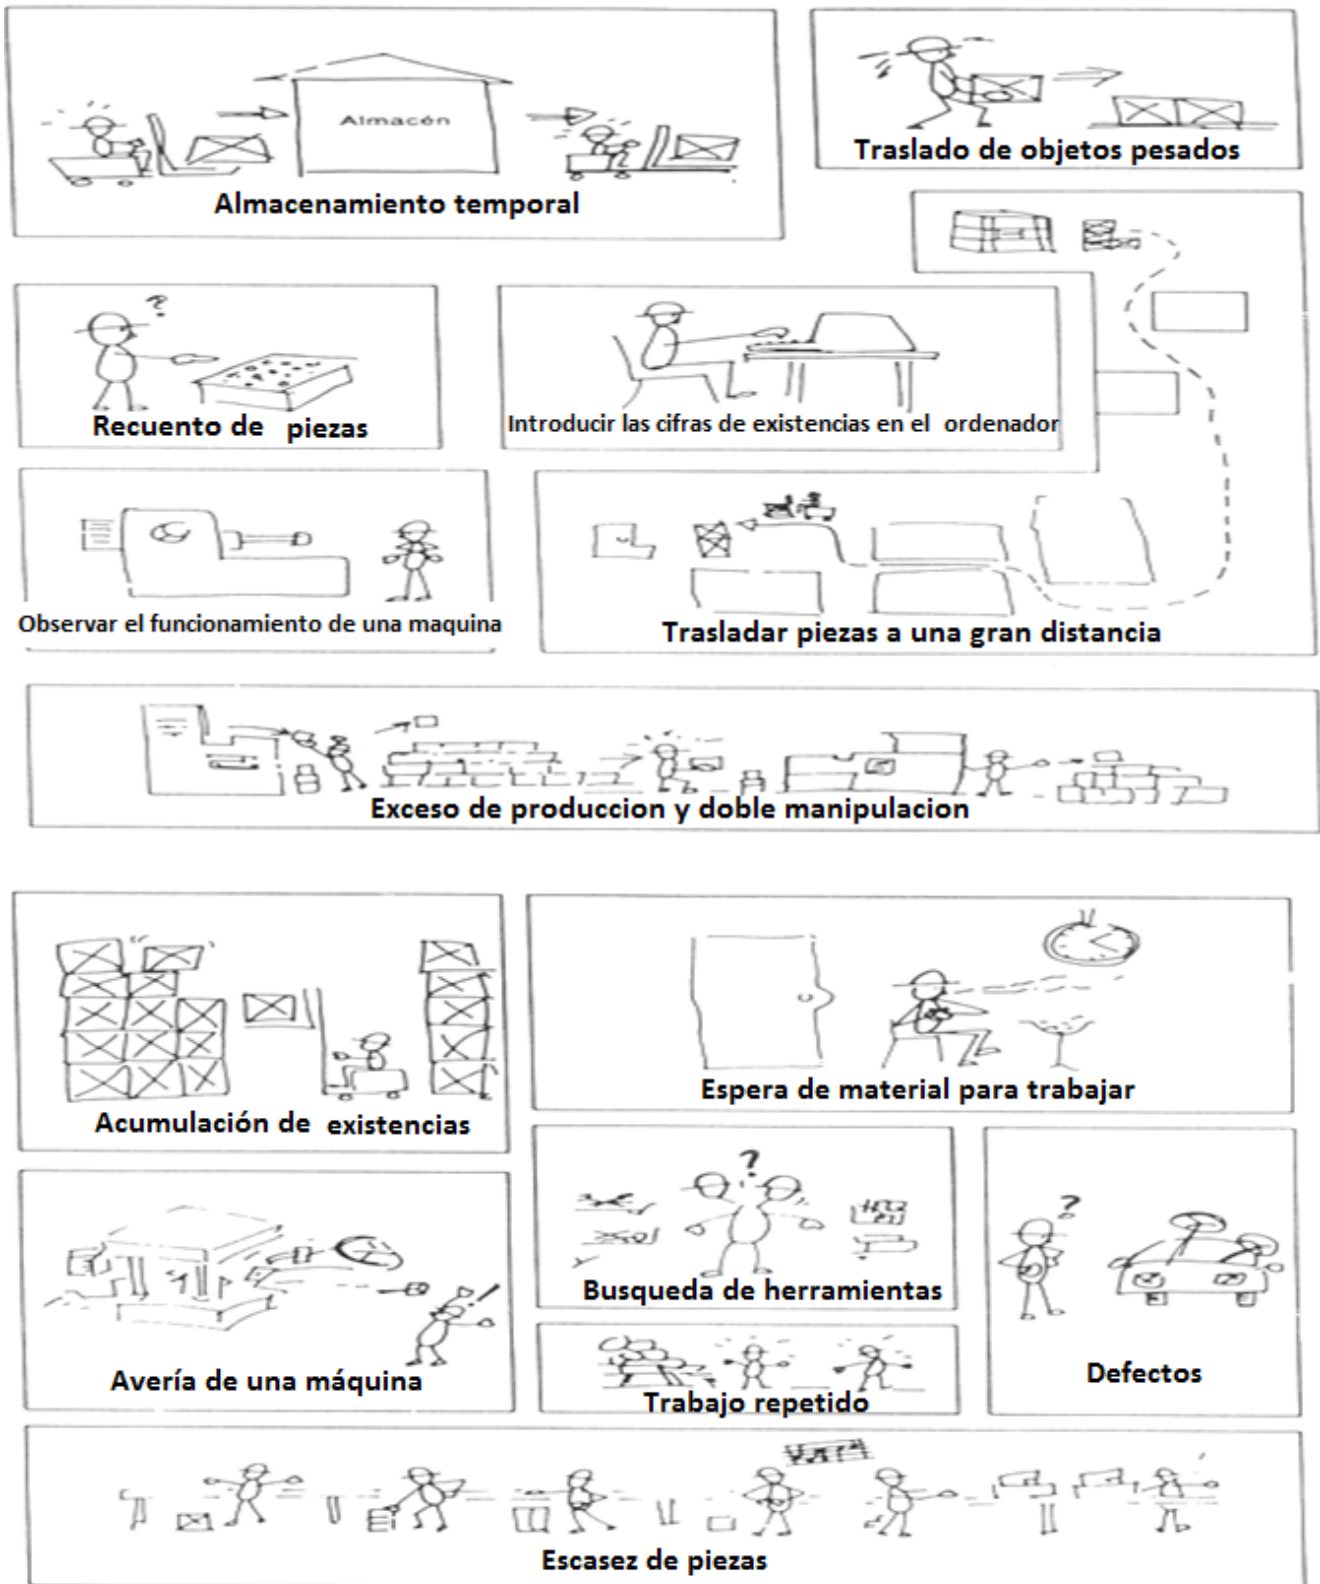 Almacén
Almacenamiento temporal
Traslado de objetos pesados
?
Recuento de piezas
Introducir las cifras de existencias en el ordenador
Observar el funcionamiento de una maquina
Trasladar piezas a una gran distancia
Exceso de produccion y doble manipulacion
Acumulación de existencias
Espera de material para trabajar
?
Busqueda de herramientas
?
Defectos
Avería de una máquina
Trabajo repetido
Escasez de piezas